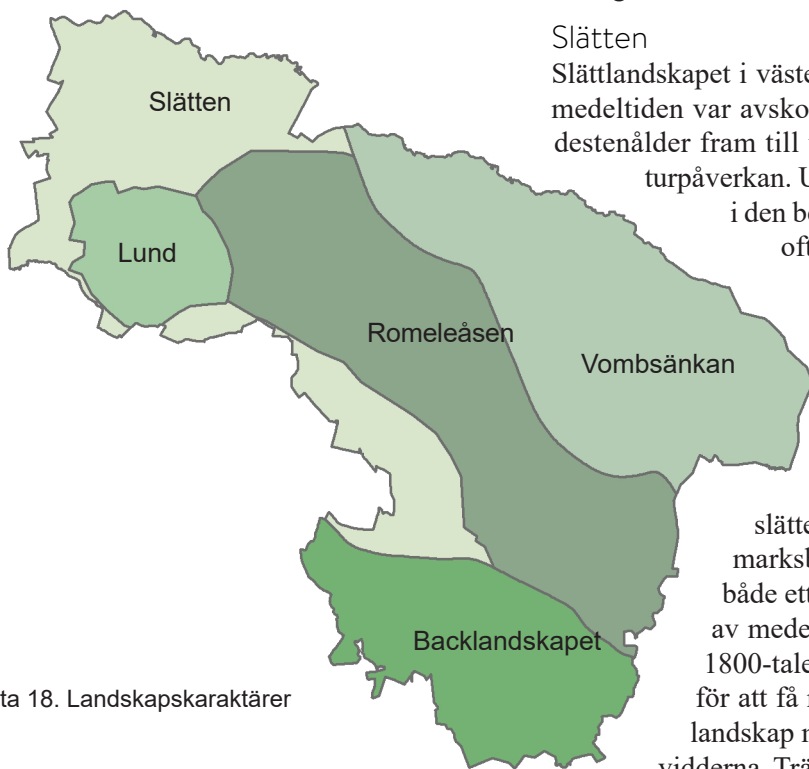 Slätten
Lund
Romeleåsen
Vombsänkan
Backlandskapet
ta 18. Landskapskaraktärer
Slätten
Slättlandskapet i väste
medeltiden var avsko
destenålder fram till
turpåverkan. U
i den b
oft
slätte
marksb
både ett
av mede
1800-tale
för att få
landskap
vidderna. Trä